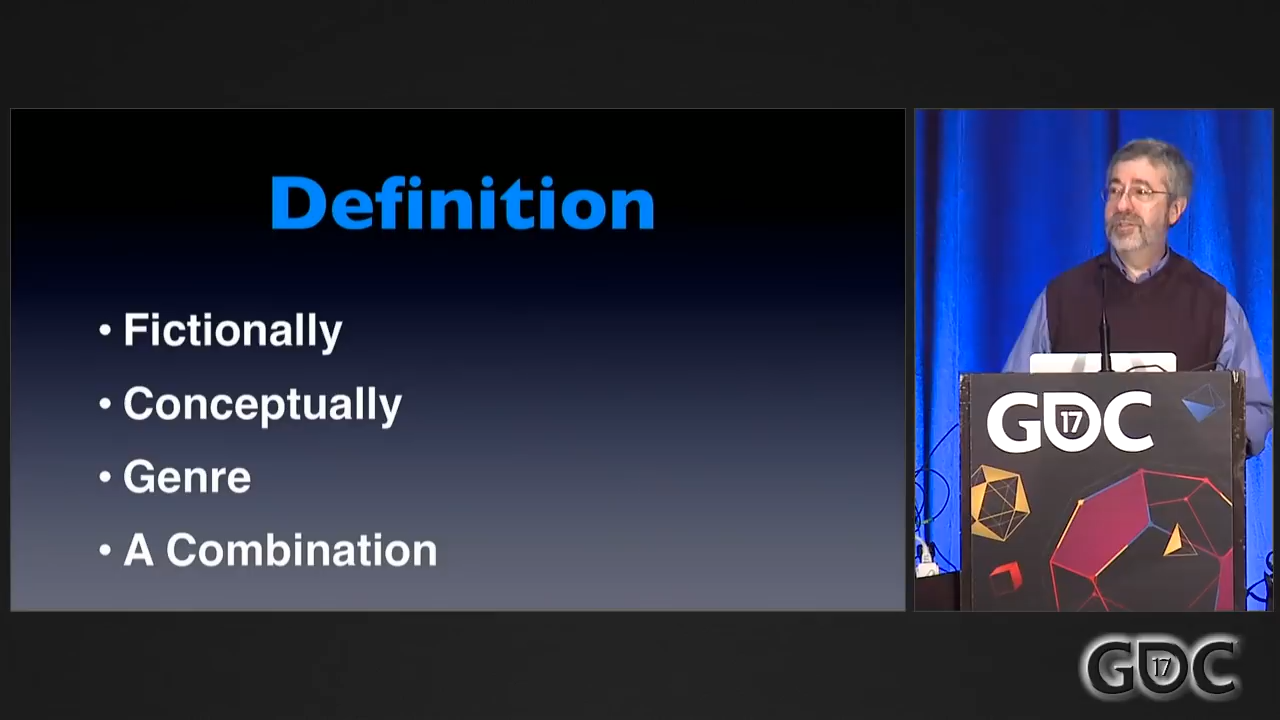 Definition
• Fictionally
• Conceptually
• Genre
• A Combination
GDC
17
GDC
17